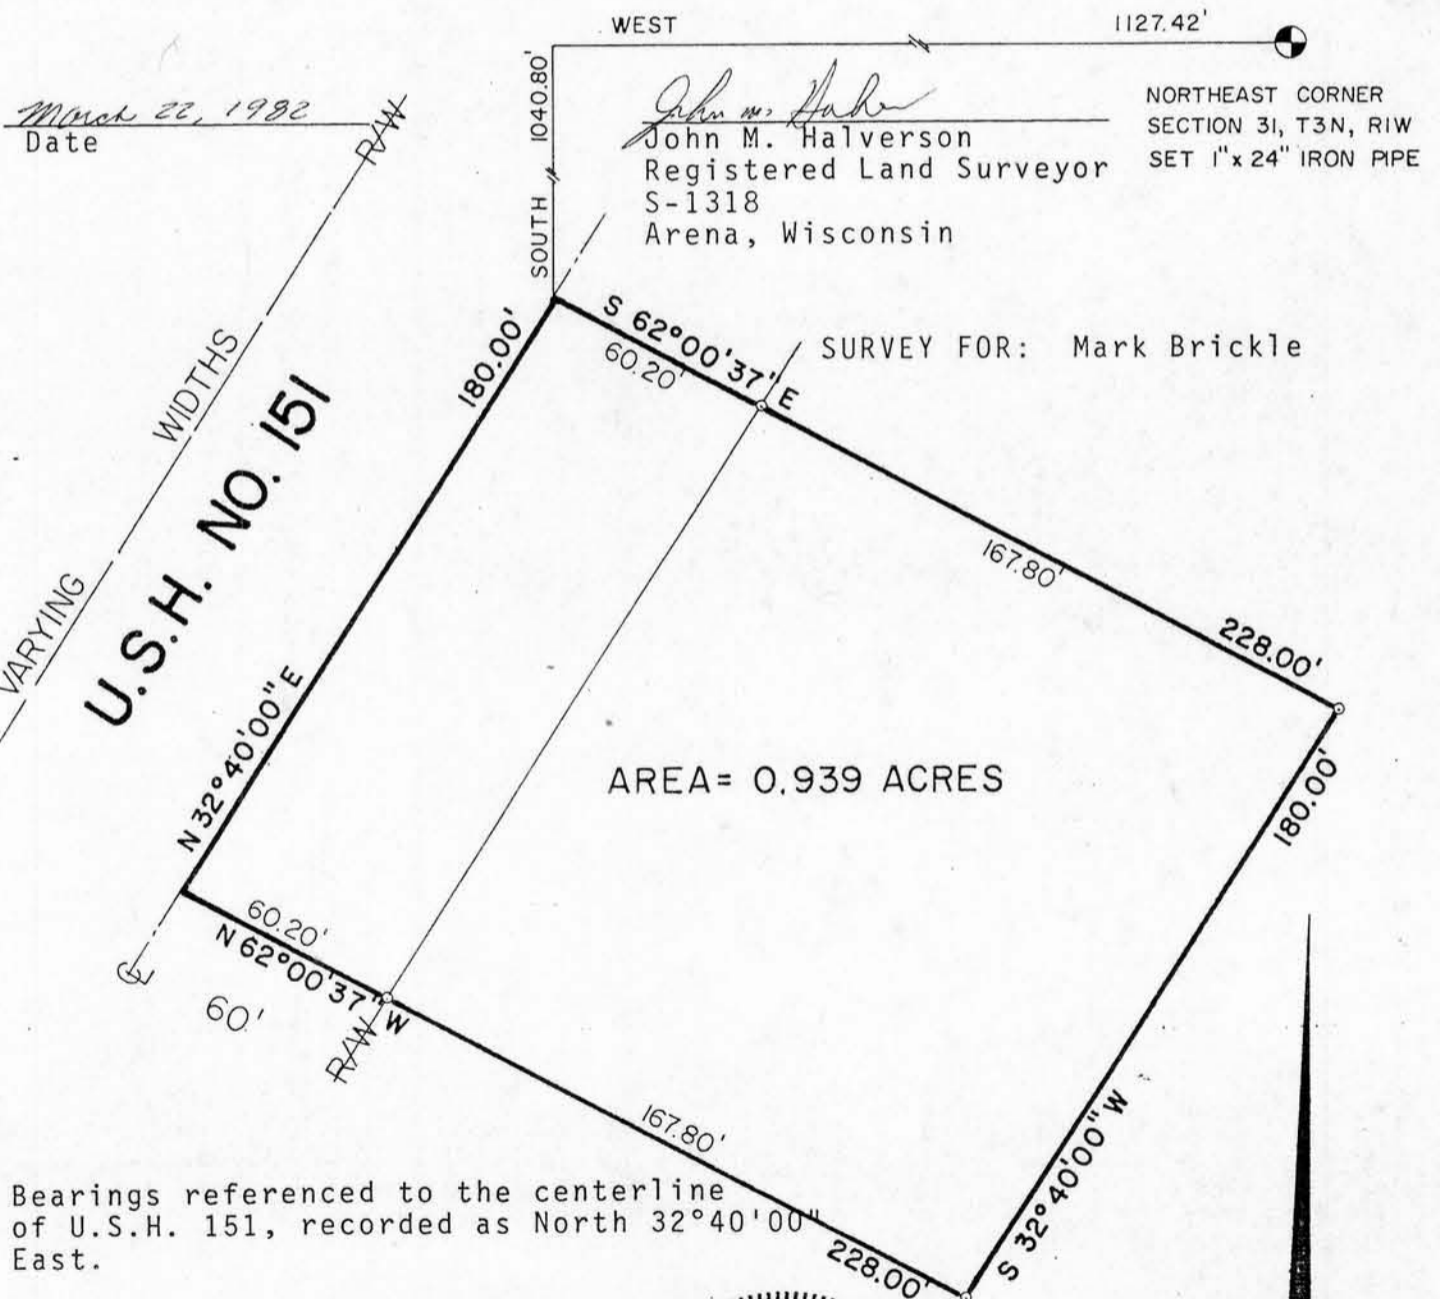 WEST 1127.42'
SOUTH 1040.80'
March 22, 1982
Date
R/W
John M. Halverson
Registered Land Surveyor
S-1318
Arena, Wisconsin
NORTHEAST CORNER
SECTION 31, T3N, R1W
SET 1"x 24" IRON PIPE
SURVEY FOR: Mark Brickle
S 62°00'37" E
60.20'
167.80'
228.00'
180.00'
N 32°40'00" E
VARYING WIDTHS
U.S.H. NO. 151
AREA= 0.939 ACRES
180.00'
S 32°40'00" W
60.20'
N 62°00'37" W
℄
60'
R/W
167.80'
228.00'
Bearings referenced to the centerline
of U.S.H. 151, recorded as North 32°40'00"
East.